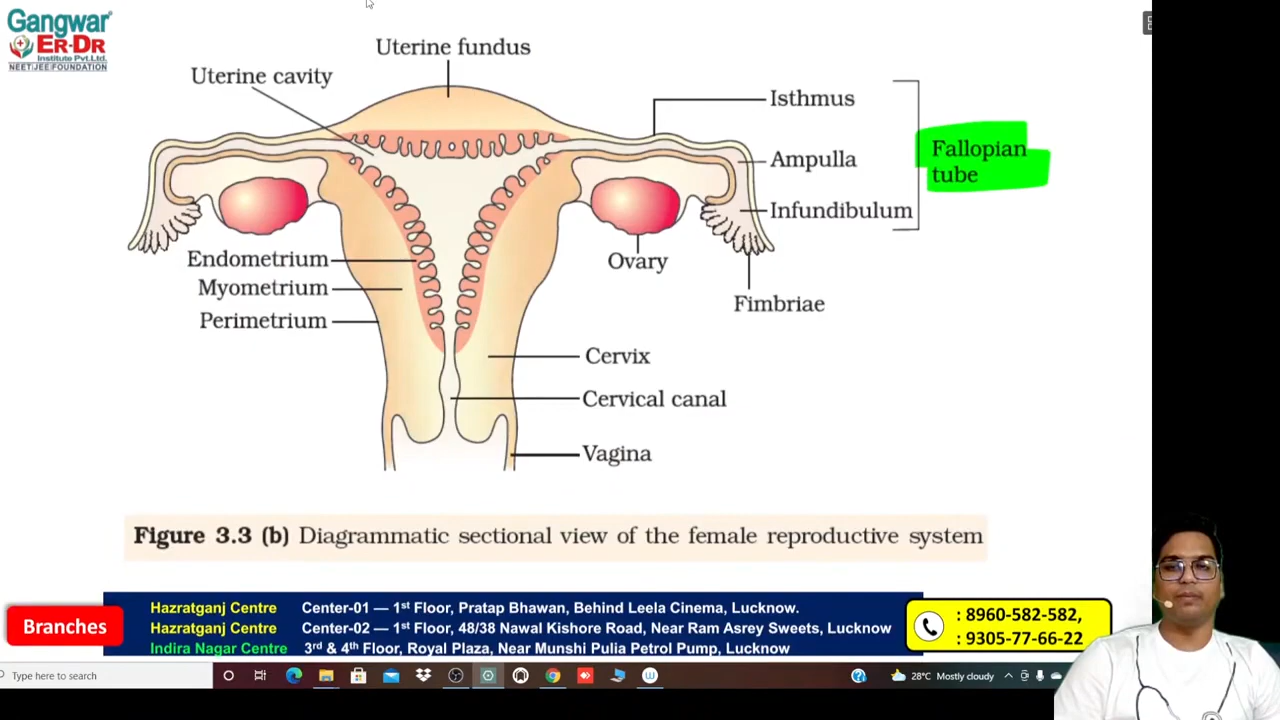 Gangwar
ER-DR
Institute Pvt.Ltd.
NEET|JEE|FOUNDATION
Uterine fundus
Uterine cavity
Isthmus
Ampulla
Fallopian
tube
Infundibulum
Endometrium
Ovary
Myometrium
Fimbriae
Perimetrium
Cervix
Cervical canal
Vagina
Figure 3.3 (b) Diagrammatic sectional view of the female reproductive system
Branches
Hazratganj Centre Center-01 — 1st Floor, Pratap Bhawan, Behind Leela Cinema, Lucknow.
Hazratganj Centre Center-02 — 1st Floor, 48/38 Nawal Kishore Road, Near Ram Asrey Sweets, Lucknow
Indira Nagar Centre 3rd & 4th Floor, Royal Plaza, Near Munshi Pulia Petrol Pump, Lucknow
: 8960-582-582,
: 9305-77-66-22
Type here to search
28°C Mostly cloudy